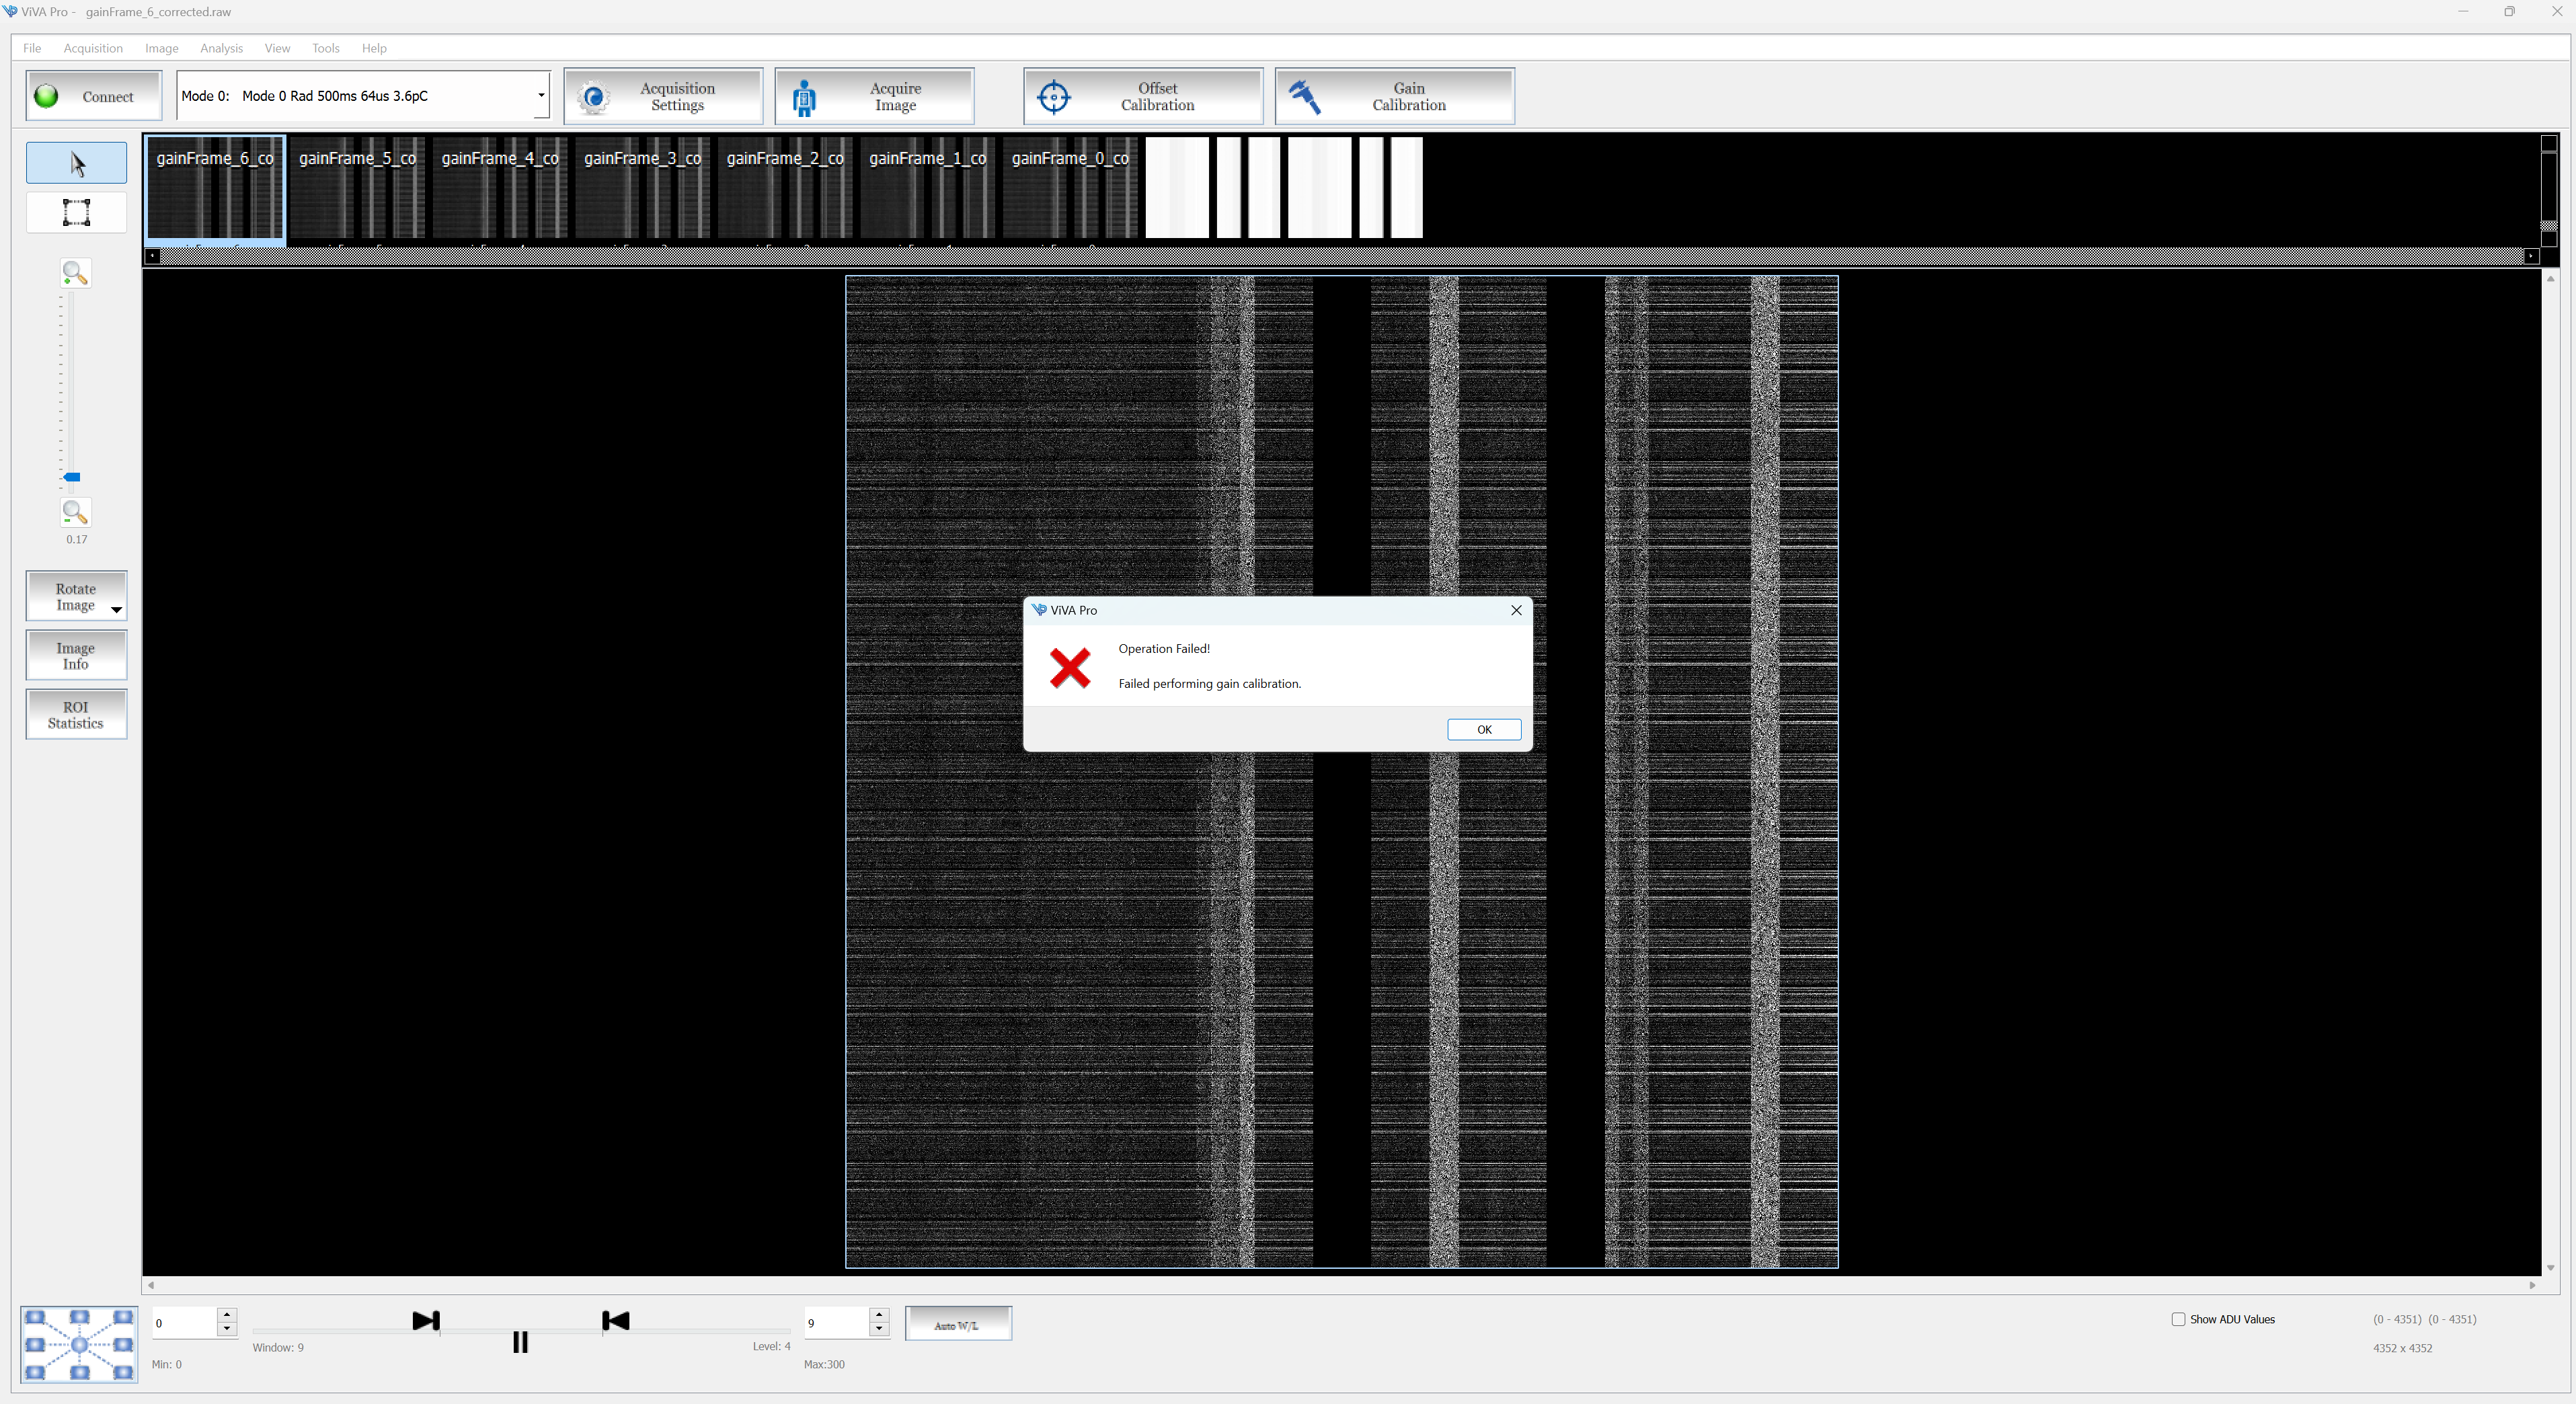 ViVA Pro - gainFrame_6_corrected.raw
File Acquisition Image Analysis View Tools Help
Connect
Mode 0: Mode 0 Rad 500ms 64us 3.6pC
Acquisition
Settings
Acquire
Image
Offset
Calibration
Gain
Calibration
gainFrame_6_co gainFrame_5_co gainFrame_4_co gainFrame_3_co gainFrame_2_co gainFrame_1_co gainFrame_0_co
0.17
Rotate
Image
Image
Info
ROI
Statistics
ViVA Pro
Operation Failed!
Failed performing gain calibration.
OK
0
Window: 9
Min: 0
Level: 4
9
Max:300
Auto W/L
Show ADU Values
(0 - 4351) (0 - 4351)
4352 x 4352